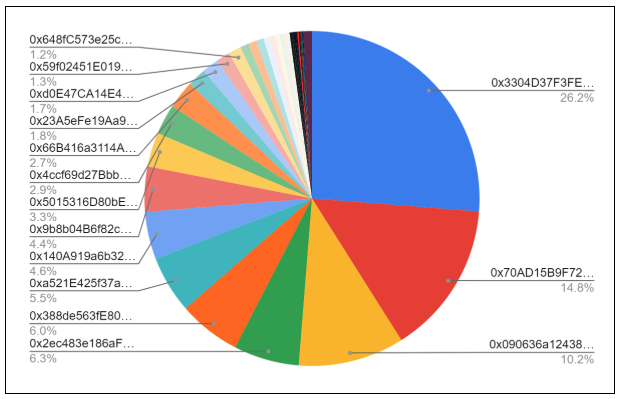 0x648fC573e25c…
1.2%
0x59f02451E019…
1.3%
0xd0E47CA14E4…
1.7%
0x23A5eFe19Aa9…
1.8%
0x66B416a3114A…
2.7%
0x4ccf69d27Bbb…
2.9%
0x5015316D80bE…
3.3%
0x9b8b04B6f82c…
4.4%
0x140A919a6b32…
4.6%
0xa521E425f37a…
5.5%
0x388de563fE80…
6.0%
0x2ec483e186aF…
6.3%
0x3304D37F3FE…
26.2%
0x70AD15B9F72…
14.8%
0x090636a12438…
10.2%